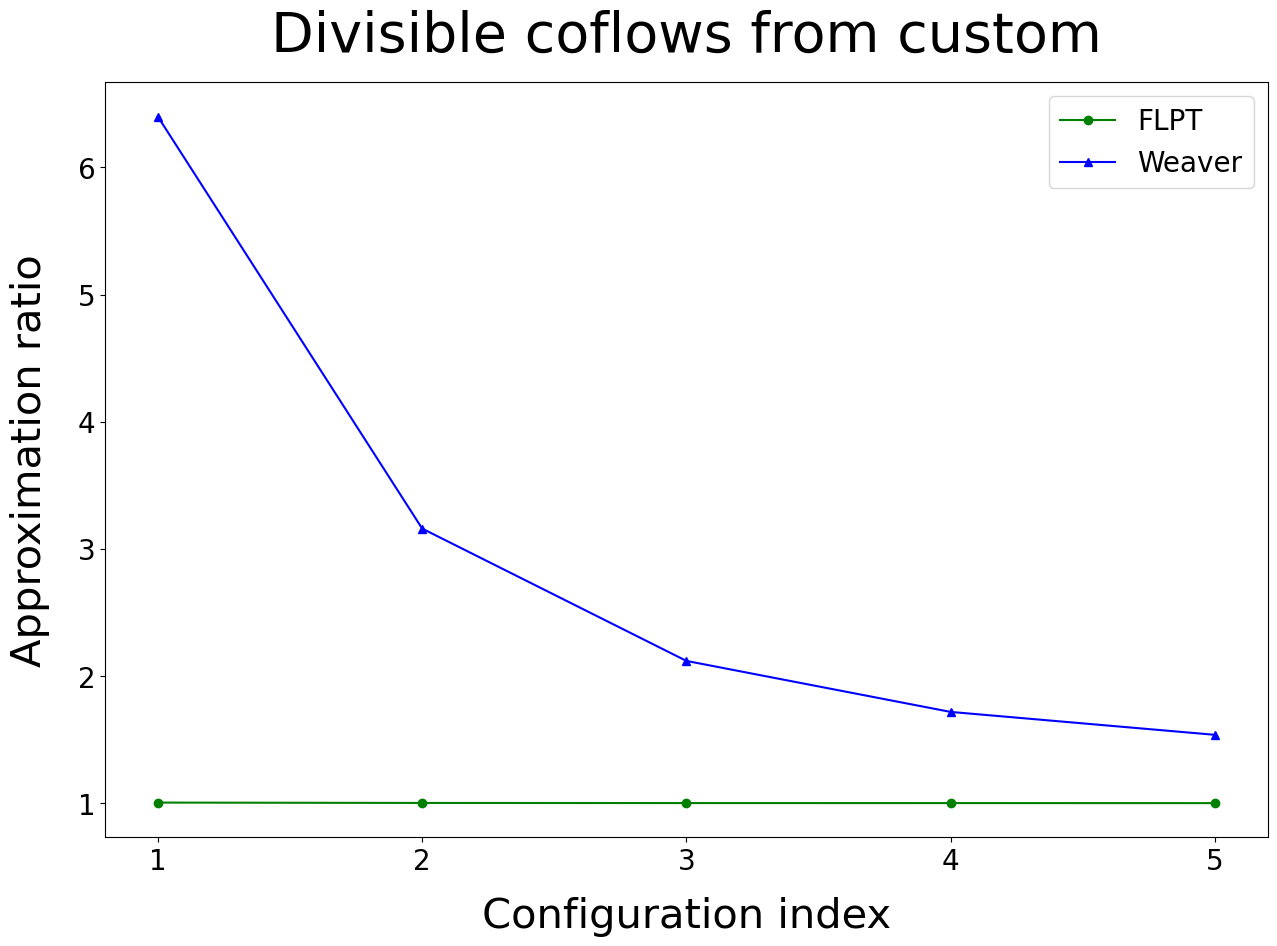 Divisible coflows from custom
FLPT
Weaver
Approximation ratio
6
5
4
3
2
1
1 2 3 4 5
Configuration index